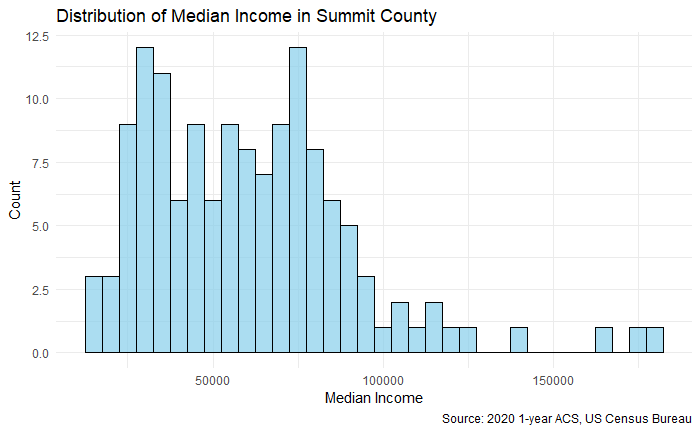 Distribution of Median Income in Summit County
12.5
10.0
7.5
5.0
2.5
0.0
Count
50000 100000 150000
Median Income
Source: 2020 1-year ACS, US Census Bureau